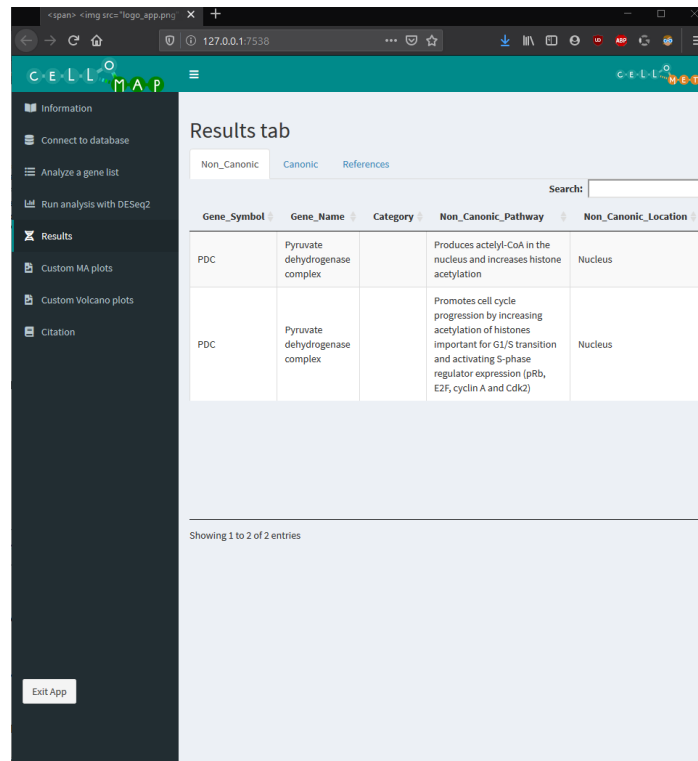 <span> <img src="logo_app.png"
127.0.0.1:7538
C·E·L·L·O
M·A·P
C·E·L·L·O
M·E·T
Information
Connect to database
Analyze a gene list
Run analysis with DESeq2
Results
Custom MA plots
Custom Volcano plots
Citation
Exit App
Results tab
Non_Canonic Canonic References
Search:
Gene_Symbol Gene_Name Category Non_Canonic_Pathway Non_Canonic_Location
PDC
Pyruvate
dehydrogenase
complex
Produces actelyl-CoA in the
nucleus and increases histone
acetylation
Nucleus
PDC
Pyruvate
dehydrogenase
complex
Promotes cell cycle
progression by increasing
acetylation of histones
important for G1/S transition
and activating S-phase
regulator expression (pRb,
E2F, cyclin A and Cdk2)
Nucleus
Showing 1 to 2 of 2 entries